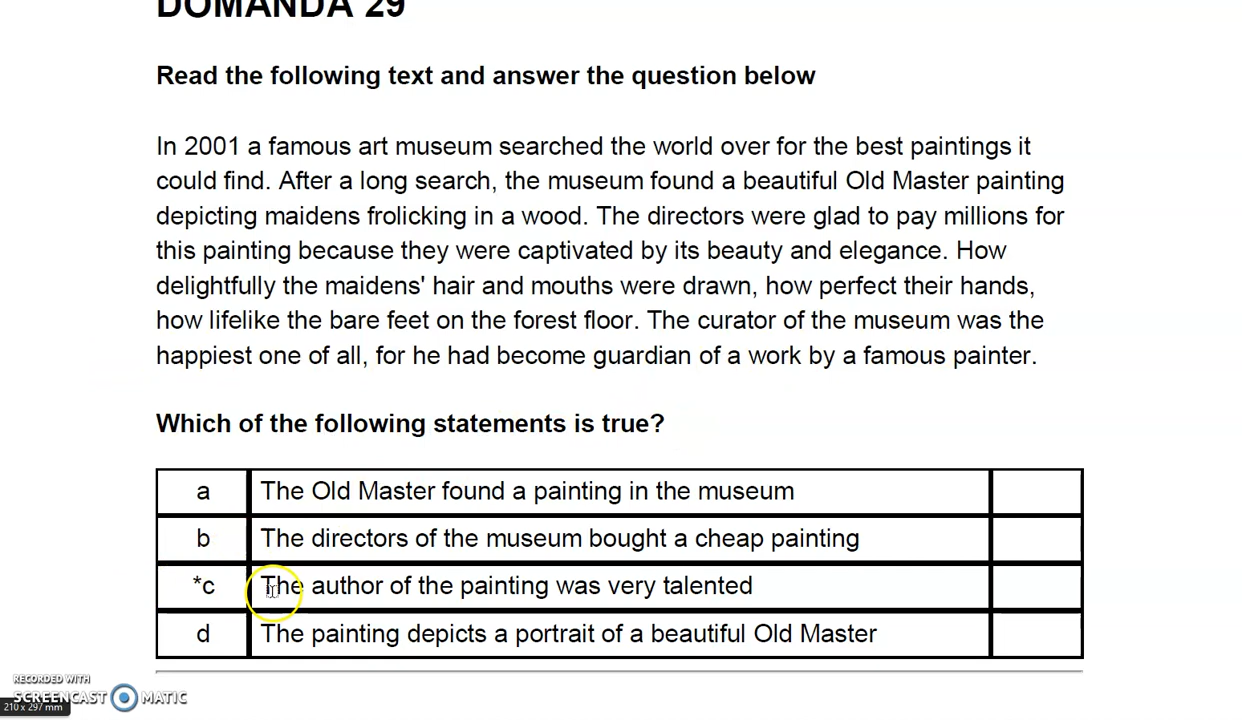 DOMANDA 29
Read the following text and answer the question below
In 2001 a famous art museum searched the world over for the best paintings it
could find. After a long search, the museum found a beautiful Old Master painting
depicting maidens frolicking in a wood. The directors were glad to pay millions for
this painting because they were captivated by its beauty and elegance. How
delightfully the maidens' hair and mouths were drawn, how perfect their hands,
how lifelike the bare feet on the forest floor. The curator of the museum was the
happiest one of all, for he had become guardian of a work by a famous painter.
Which of the following statements is true?
a The Old Master found a painting in the museum
b The directors of the museum bought a cheap painting
*c The author of the painting was very talented
d The painting depicts a portrait of a beautiful Old Master
RECORDED WITH
SCREENCAST MATIC
210 x 297 mm